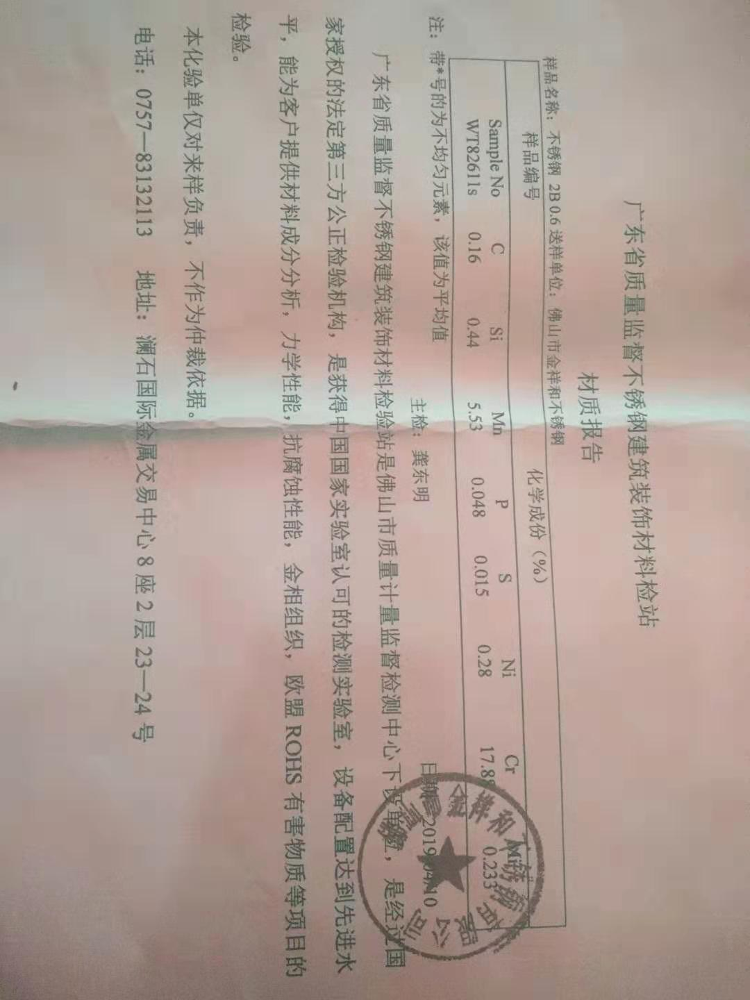 广东省质量监督不锈钢建筑装饰材料检站
材质报告
样品名称：不锈钢 2B 0.6 送样单位：佛山市金祥和不锈钢
样品编号 化学成份（%）
Sample No C Si Mn P S Ni Cr
WT82611s 0.16 0.44 5.53 0.048 0.015 0.28 17.88 0.233
注：带*号的为不均匀元素，该值为平均值
主检：龚东明 日期：2019/04/10
广东省质量监督不锈钢建筑装饰材料检验站是佛山市质量计量监督检测中心下设单位，是经过国
家授权的法定第三方公正检验机构，是获得中国国家实验室认可的检测实验室，设备配置达到先进水
平，能为客户提供材料成分分析，力学性能，抗腐蚀性能，金相组织，欧盟 ROHS 有害物质等项目的
检验。
本化验单仅对来样负责，不作为仲裁依据。
电话：0757—83132113 地址：澜石国际金属交易中心 8 座 2 层 23—24 号